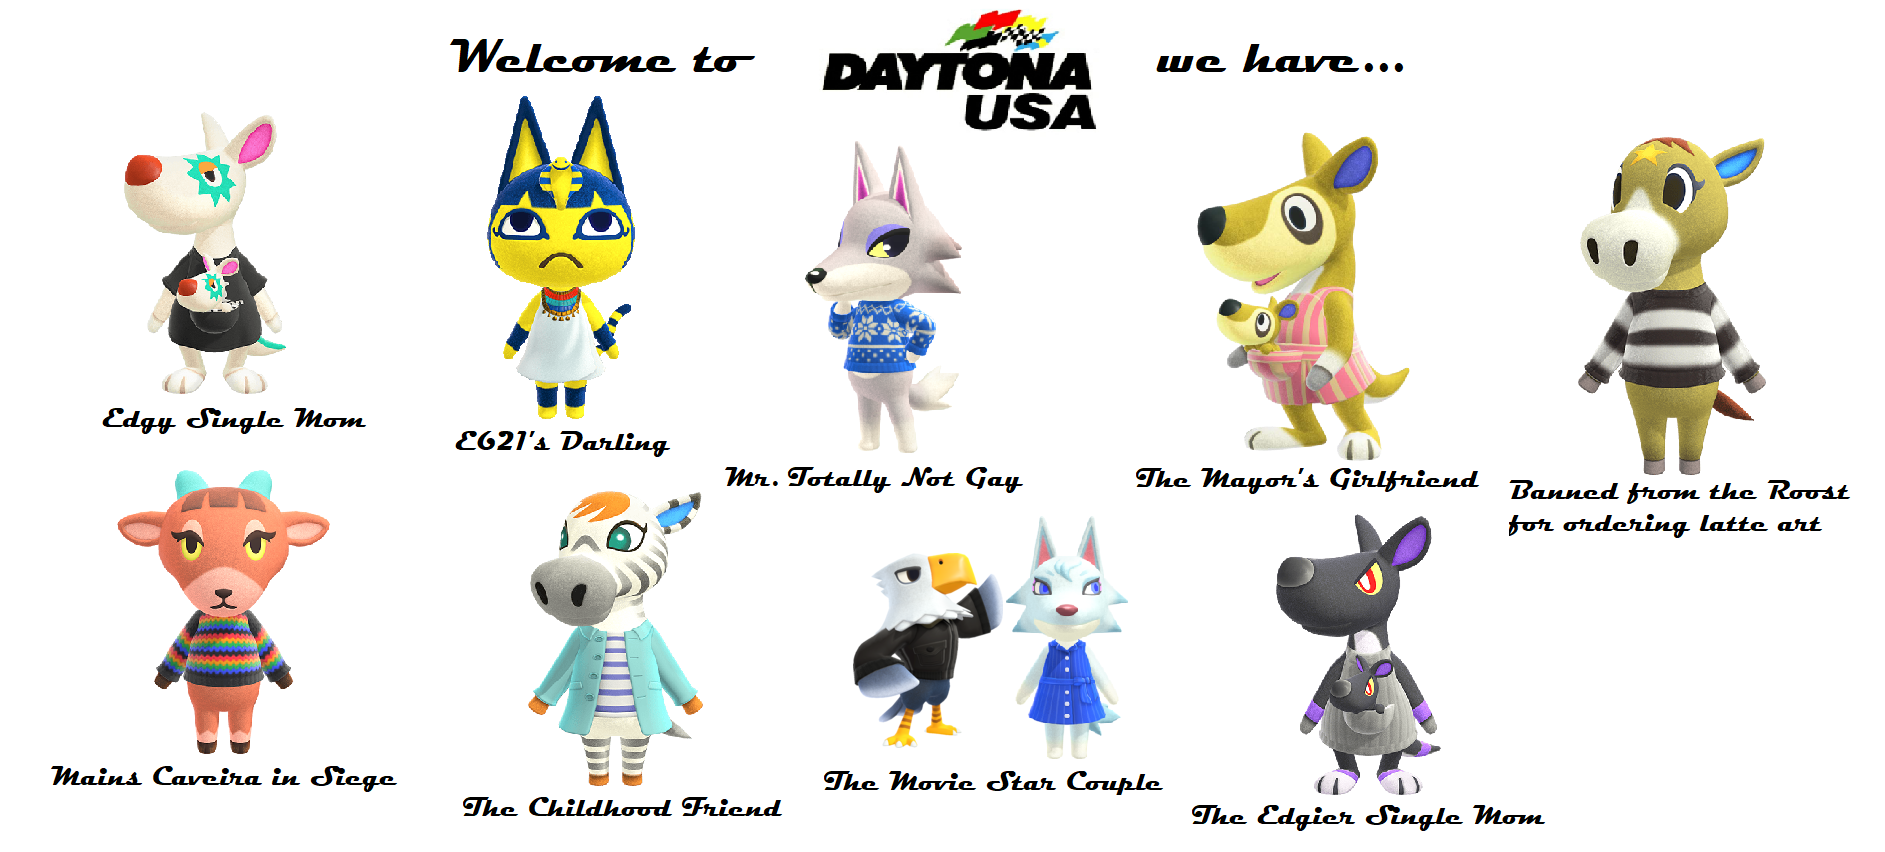 Welcome to DAYTONA USA we have...
Edgy Single Mom
E621's Darling
Mr. Totally Not Gay
The Mayor's Girlfriend
Banned from the Roost
for ordering latte art
Mains Caveira in Siege
The Childhood Friend
The Movie Star Couple
The Edgier Single Mom